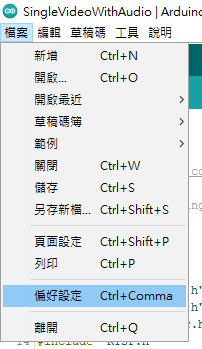 SingleVideoWithAudio | Arduino
檔案 編輯 草稿碼 工具 說明
新增 Ctrl+N
開啟... Ctrl+O
開啟最近
草稿碼簿
範例
關閉 Ctrl+W
儲存 Ctrl+S
另存新檔... Ctrl+Shift+S
頁面設定 Ctrl+Shift+P
列印 Ctrl+P
偏好設定 Ctrl+Comma
離開 Ctrl+Q